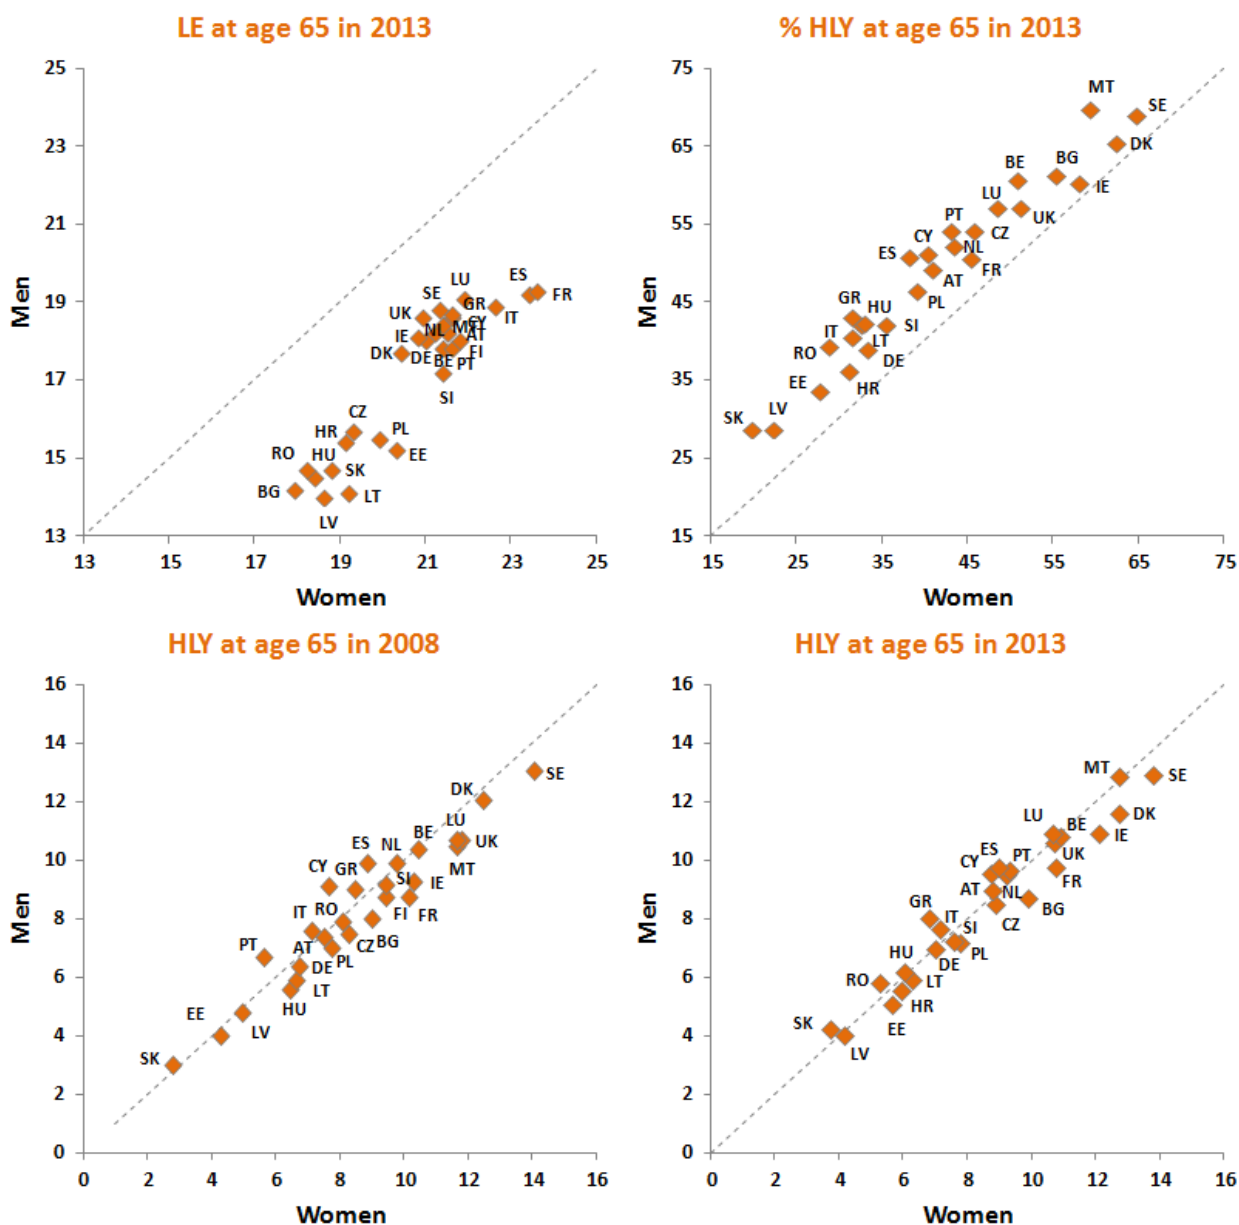 LE at age 65 in 2013
25
23
21
19
17
15
13
Men
ES
FR
LU
SE
GR
IT
UK
CY
NL
MT
IE
AT
DK
DE
BE
FI
PT
SI
CZ
HR
PL
RO
HU
EE
SK
BG
LT
LV
13 15 17 19 21 23 25
Women
% HLY at age 65 in 2013
75
65
55
45
35
25
15
Men
MT
SE
DK
BE
BG
IE
LU
UK
PT
CZ
CY
NL
ES
FR
AT
PL
GR
HU
SI
IT
LT
RO
DE
EE
HR
SK
LV
15 25 35 45 55 65 75
Women
HLY at age 65 in 2008
16
14
12
10
8
6
4
2
0
Men
SE
DK
LU
BE
UK
ES
NL
MT
CY
GR
SI
IE
IT
RO
FI
FR
PT
AT
CZ
BG
DE
PL
LT
HU
EE
LV
SK
0 2 4 6 8 10 12 14 16
Women
HLY at age 65 in 2013
16
14
12
10
8
6
4
2
0
Men
MT
SE
LU
BE
DK
IE
ES
PT
UK
CY
FR
AT
NL
GR
BG
IT
SI
CZ
HU
DE
PL
RO
LT
HR
SK
EE
LV
0 2 4 6 8 10 12 14 16
Women